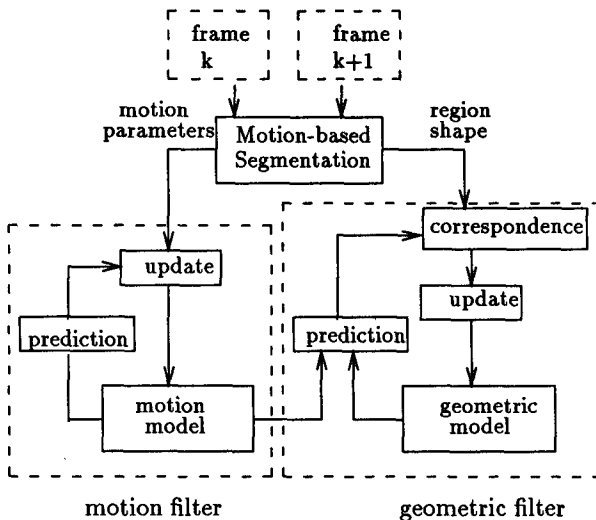 frame
k
frame
k+1
motion
parameters
region
shape
Motion-based
Segmentation
correspondence
update
update
prediction
prediction
motion
model
geometric
model
motion filter
geometric filter